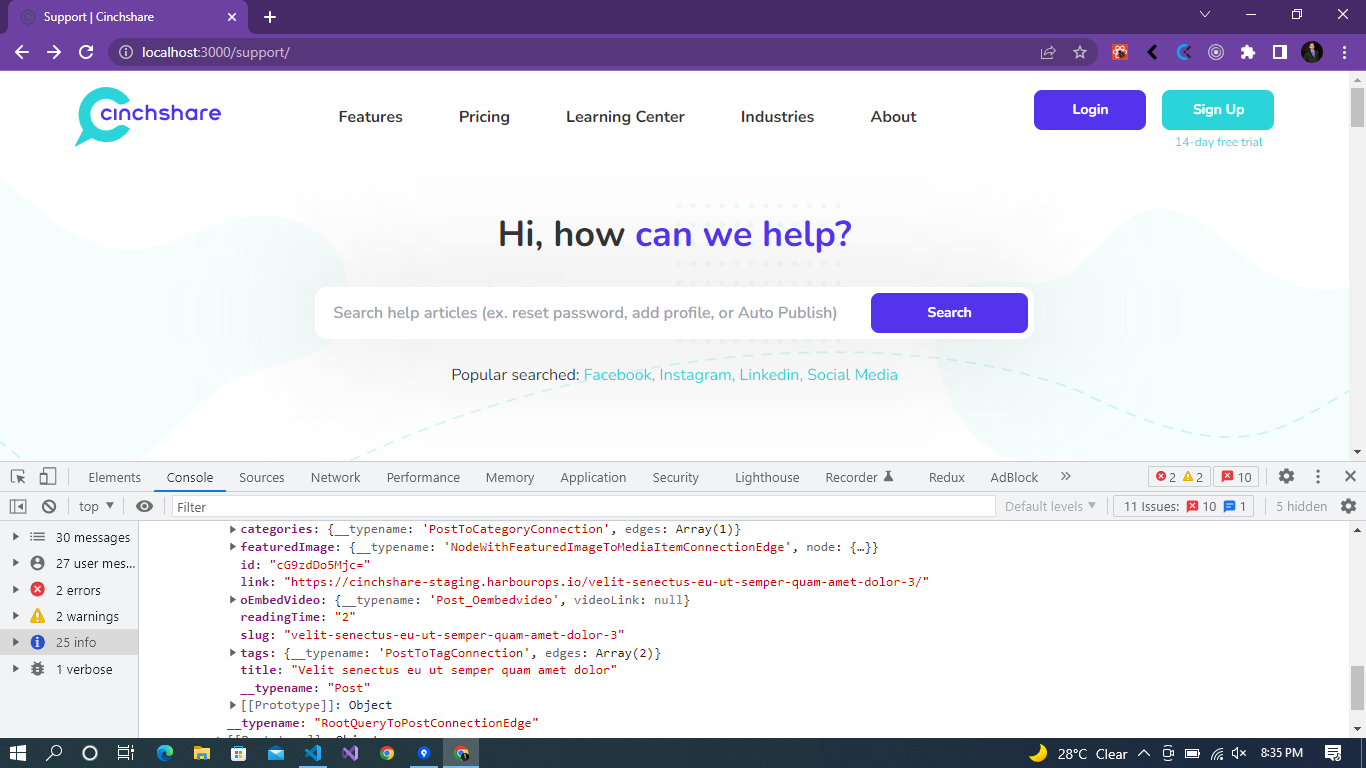 Support | Cinchshare
localhost:3000/support/
cinchshare
Features
Pricing
Learning Center
Industries
About
Login
Sign Up
14-day free trial
Hi, how can we help?
Search help articles (ex. reset password, add profile, or Auto Publish)
Search
Popular searched: Facebook, Instagram, Linkedin, Social Media
Elements
Console
Sources
Network
Performance
Memory
Application
Security
Lighthouse
Recorder
Redux
AdBlock
2
2
10
top
Filter
Default levels
11 Issues:
10
1
5 hidden
30 messages
27 user mes...
2 errors
2 warnings
25 info
1 verbose
categories: {__typename: 'PostToCategoryConnection', edges: Array(1)}
featuredImage: {__typename: 'NodeWithFeaturedImageToMediaItemConnectionEdge', node: {…}}
id: "cG9zdDo5Mjc="
link: "https://cinchshare-staging.harbourops.io/velit-senectus-eu-ut-semper-quam-amet-dolor-3/"
oEmbedVideo: {__typename: 'Post_Oembedvideo', videoLink: null}
readingTime: "2"
slug: "velit-senectus-eu-ut-semper-quam-amet-dolor-3"
tags: {__typename: 'PostToTagConnection', edges: Array(2)}
title: "Velit senectus eu ut semper quam amet dolor"
__typename: "Post"
[[Prototype]]: Object
__typename: "RootQueryToPostConnectionEdge"
[[Prototype]]: Object
28°C Clear
8:35 PM